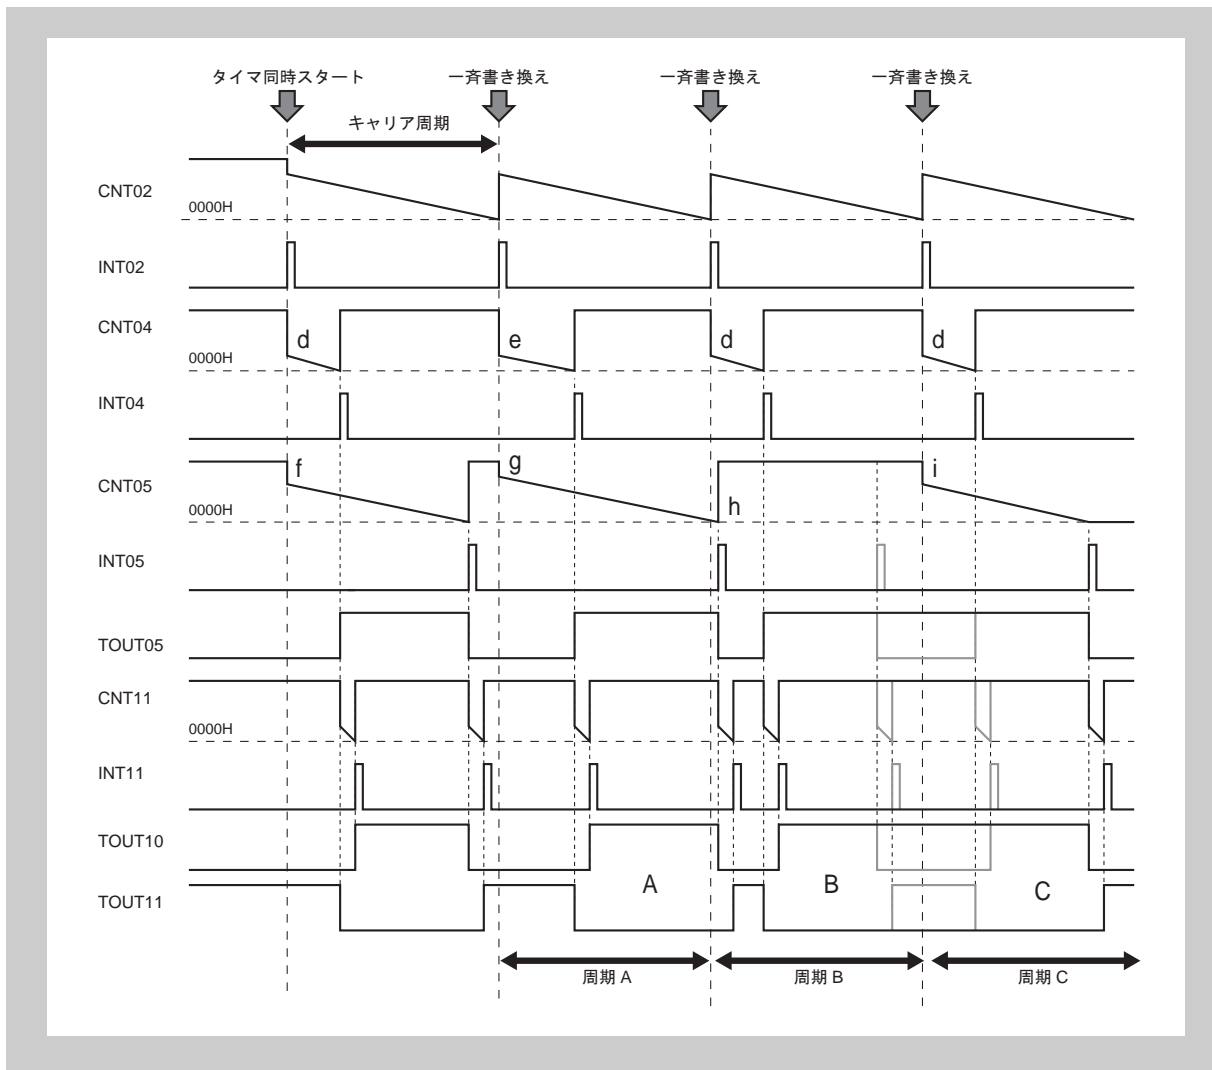 タイマ同時スタート 一斉書き換え 一斉書き換え 一斉書き換え
キャリア周期
CNT02
0000H
INT02
CNT04 d e d d
0000H
INT04
CNT05 f g h i
0000H
INT05
TOUT05
CNT11
0000H
INT11
TOUT10
A B C
TOUT11
周期 A 周期 B 周期 C